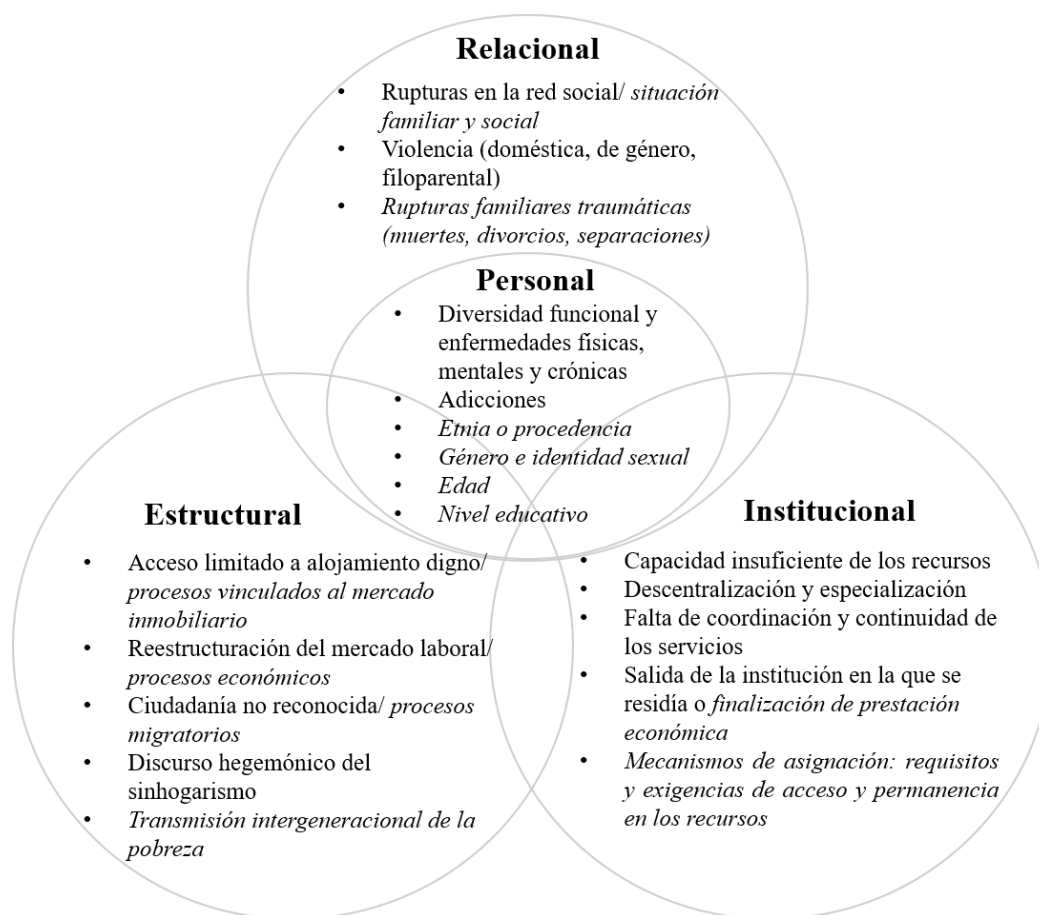 Relacional
• Rupturas en la red social/ situación
familiar y social
• Violencia (doméstica, de género,
filoparental)
• Rupturas familiares traumáticas
(muertes, divorcios, separaciones)
Personal
• Diversidad funcional y
enfermedades físicas,
mentales y crónicas
• Adicciones
• Etnia o procedencia
• Género e identidad sexual
• Edad
• Nivel educativo
Estructural
• Acceso limitado a alojamiento digno/
procesos vinculados al mercado
inmobiliario
• Reestructuración del mercado laboral/
procesos económicos
• Ciudadanía no reconocida/ procesos
migratorios
• Discurso hegemónico del
sinhogarismo
• Transmisión intergeneracional de la
pobreza
Institucional
• Capacidad insuficiente de los recursos
• Descentralización y especialización
• Falta de coordinación y continuidad de
los servicios
• Salida de la institución en la que se
residía o finalización de prestación
económica
• Mecanismos de asignación: requisitos
y exigencias de acceso y permanencia
en los recursos